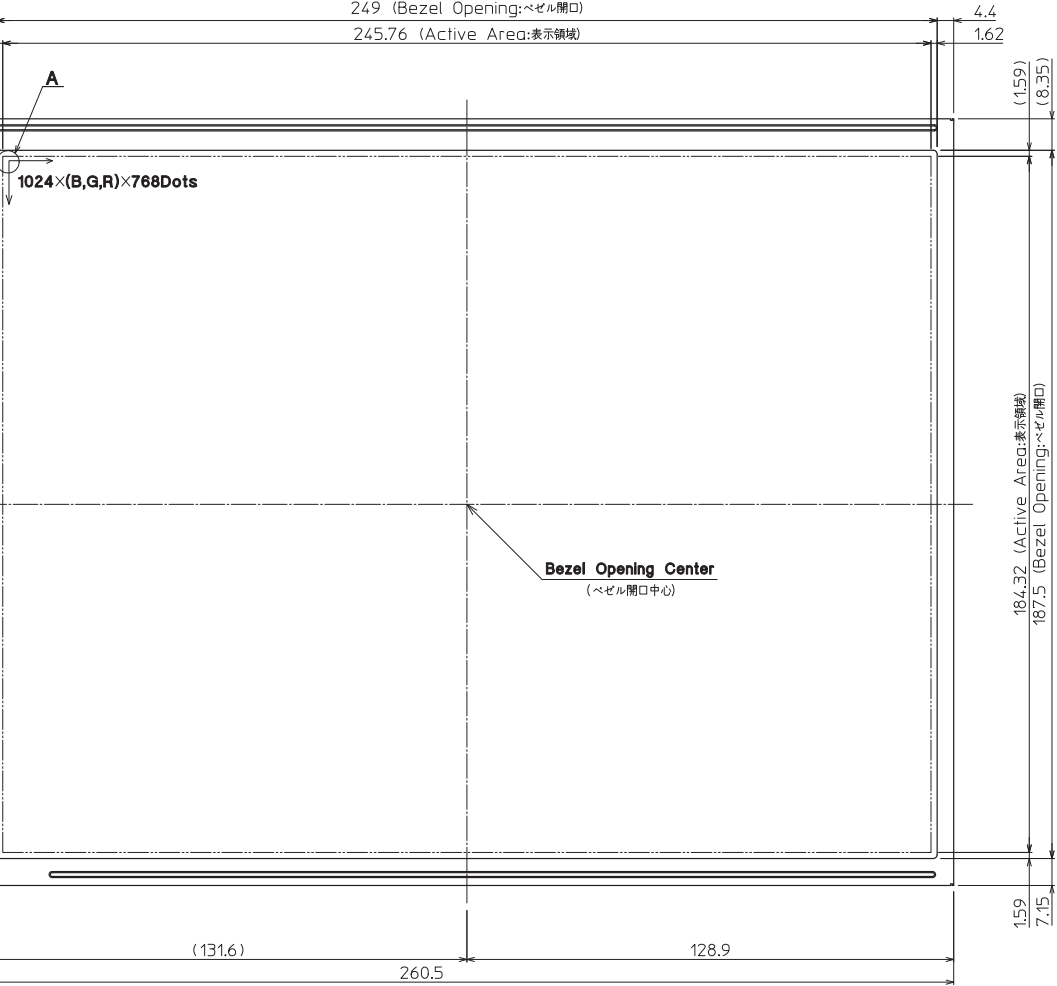 249 (Bezel Opening:ベゼル開口)
4.4
245.76 (Active Area:表示領域)
1.62
A
(1.59)
(8.35)
1024×(B,G,R)×768Dots
184.32 (Active Area:表示領域)
187.5 (Bezel Opening:ベゼル開口)
Bezel Opening Center
(ベゼル開口中心)
1.59
7.15
(131.6)
128.9
260.5